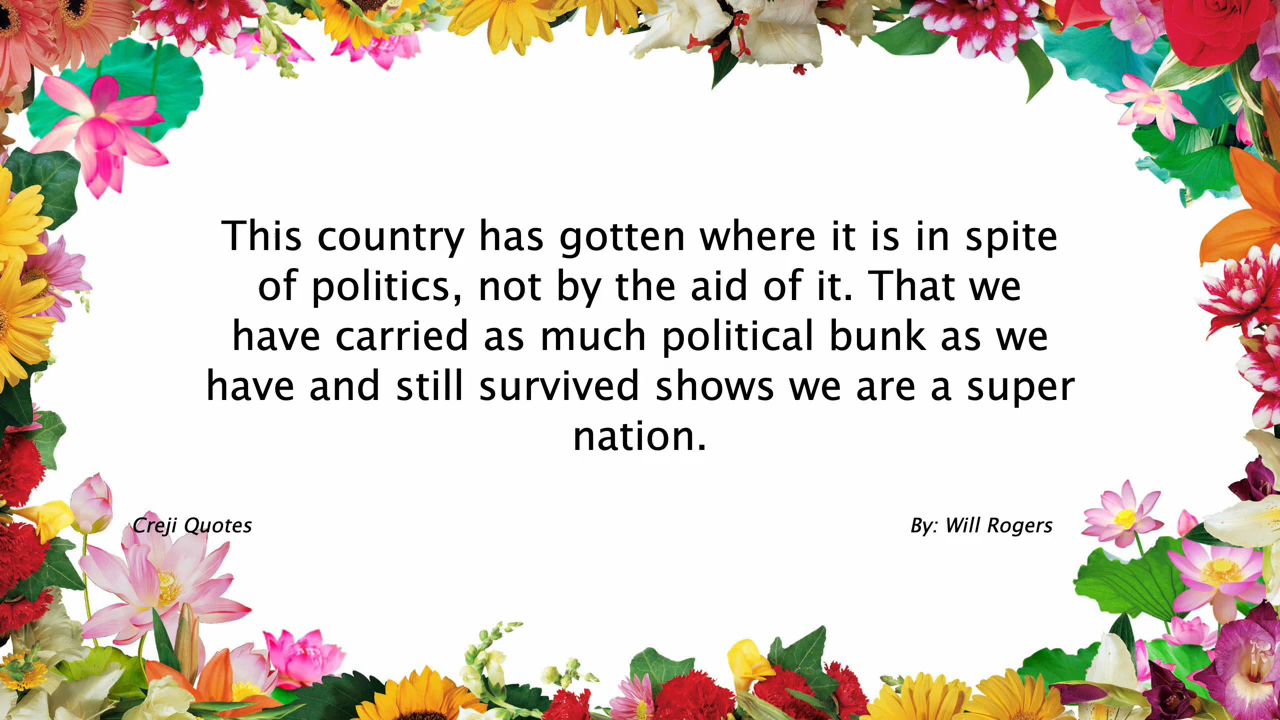 This country has gotten where it is in spite
of politics, not by the aid of it. That we
have carried as much political bunk as we
have and still survived shows we are a super
nation.
Creji Quotes
By: Will Rogers